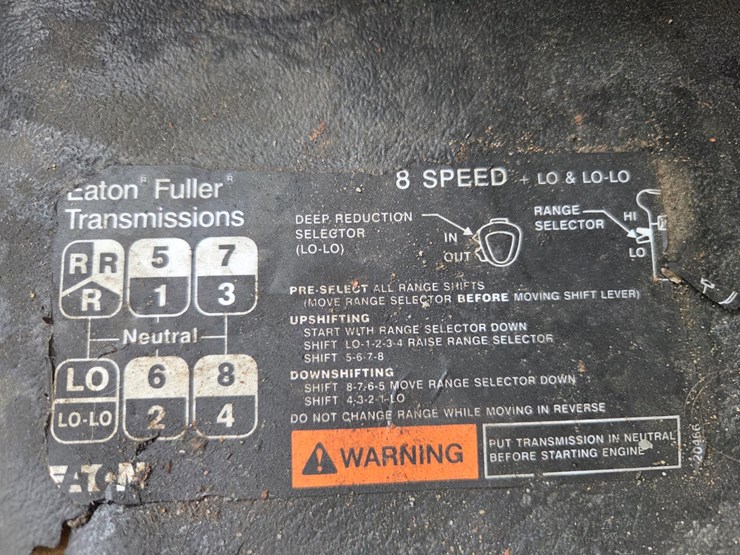 Eaton® Fuller®
Transmissions
8 SPEED + LO & LO-LO
DEEP REDUCTION
SELECTOR
(LO-LO)
IN
OUT
RANGE
SELECTOR
HI
LO
R R 5 7
R 1 3
Neutral
LO 6 8
LO-LO 2 4
PRE-SELECT ALL RANGE SHIFTS
(MOVE RANGE SELECTOR BEFORE MOVING SHIFT LEVER)
UPSHIFTING
START WITH RANGE SELECTOR DOWN
SHIFT LO-1-2-3-4 RAISE RANGE SELECTOR
SHIFT 5-6-7-8
DOWNSHIFTING
SHIFT 8-7-6-5 MOVE RANGE SELECTOR DOWN
SHIFT 4-3-2-1-LO
DO NOT CHANGE RANGE WHILE MOVING IN REVERSE
WARNING
PUT TRANSMISSION IN NEUTRAL
BEFORE STARTING ENGINE
EATON
20466